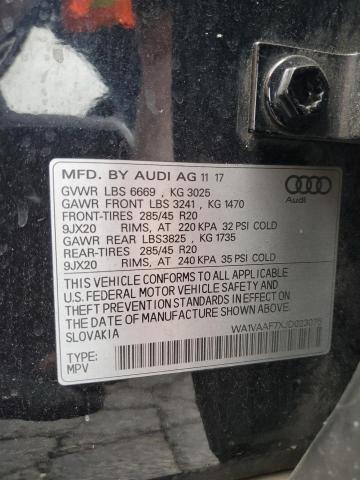 MFD. BY AUDI AG 11 17
GVWR LBS 6669 , KG 3025
GAWR FRONT LBS 3241 , KG 1470
FRONT-TIRES 285/45 R20
9JX20 RIMS, AT 220 KPA 32 PSI COLD
GAWR REAR LBS3825 , KG 1735
REAR-TIRES 285/45 R20
9JX20 RIMS, AT 240 KPA 35 PSI COLD
Audi
THIS VEHICLE CONFORMS TO ALL APPLICABLE
U.S. FEDERAL MOTOR VEHICLE SAFETY AND
THEFT PREVENTION STANDARDS IN EFFECT ON
THE DATE OF MANUFACTURE SHOWN ABOVE.
SLOVAKIA
WA1VAAF7XJD023075
TYPE:
MPV